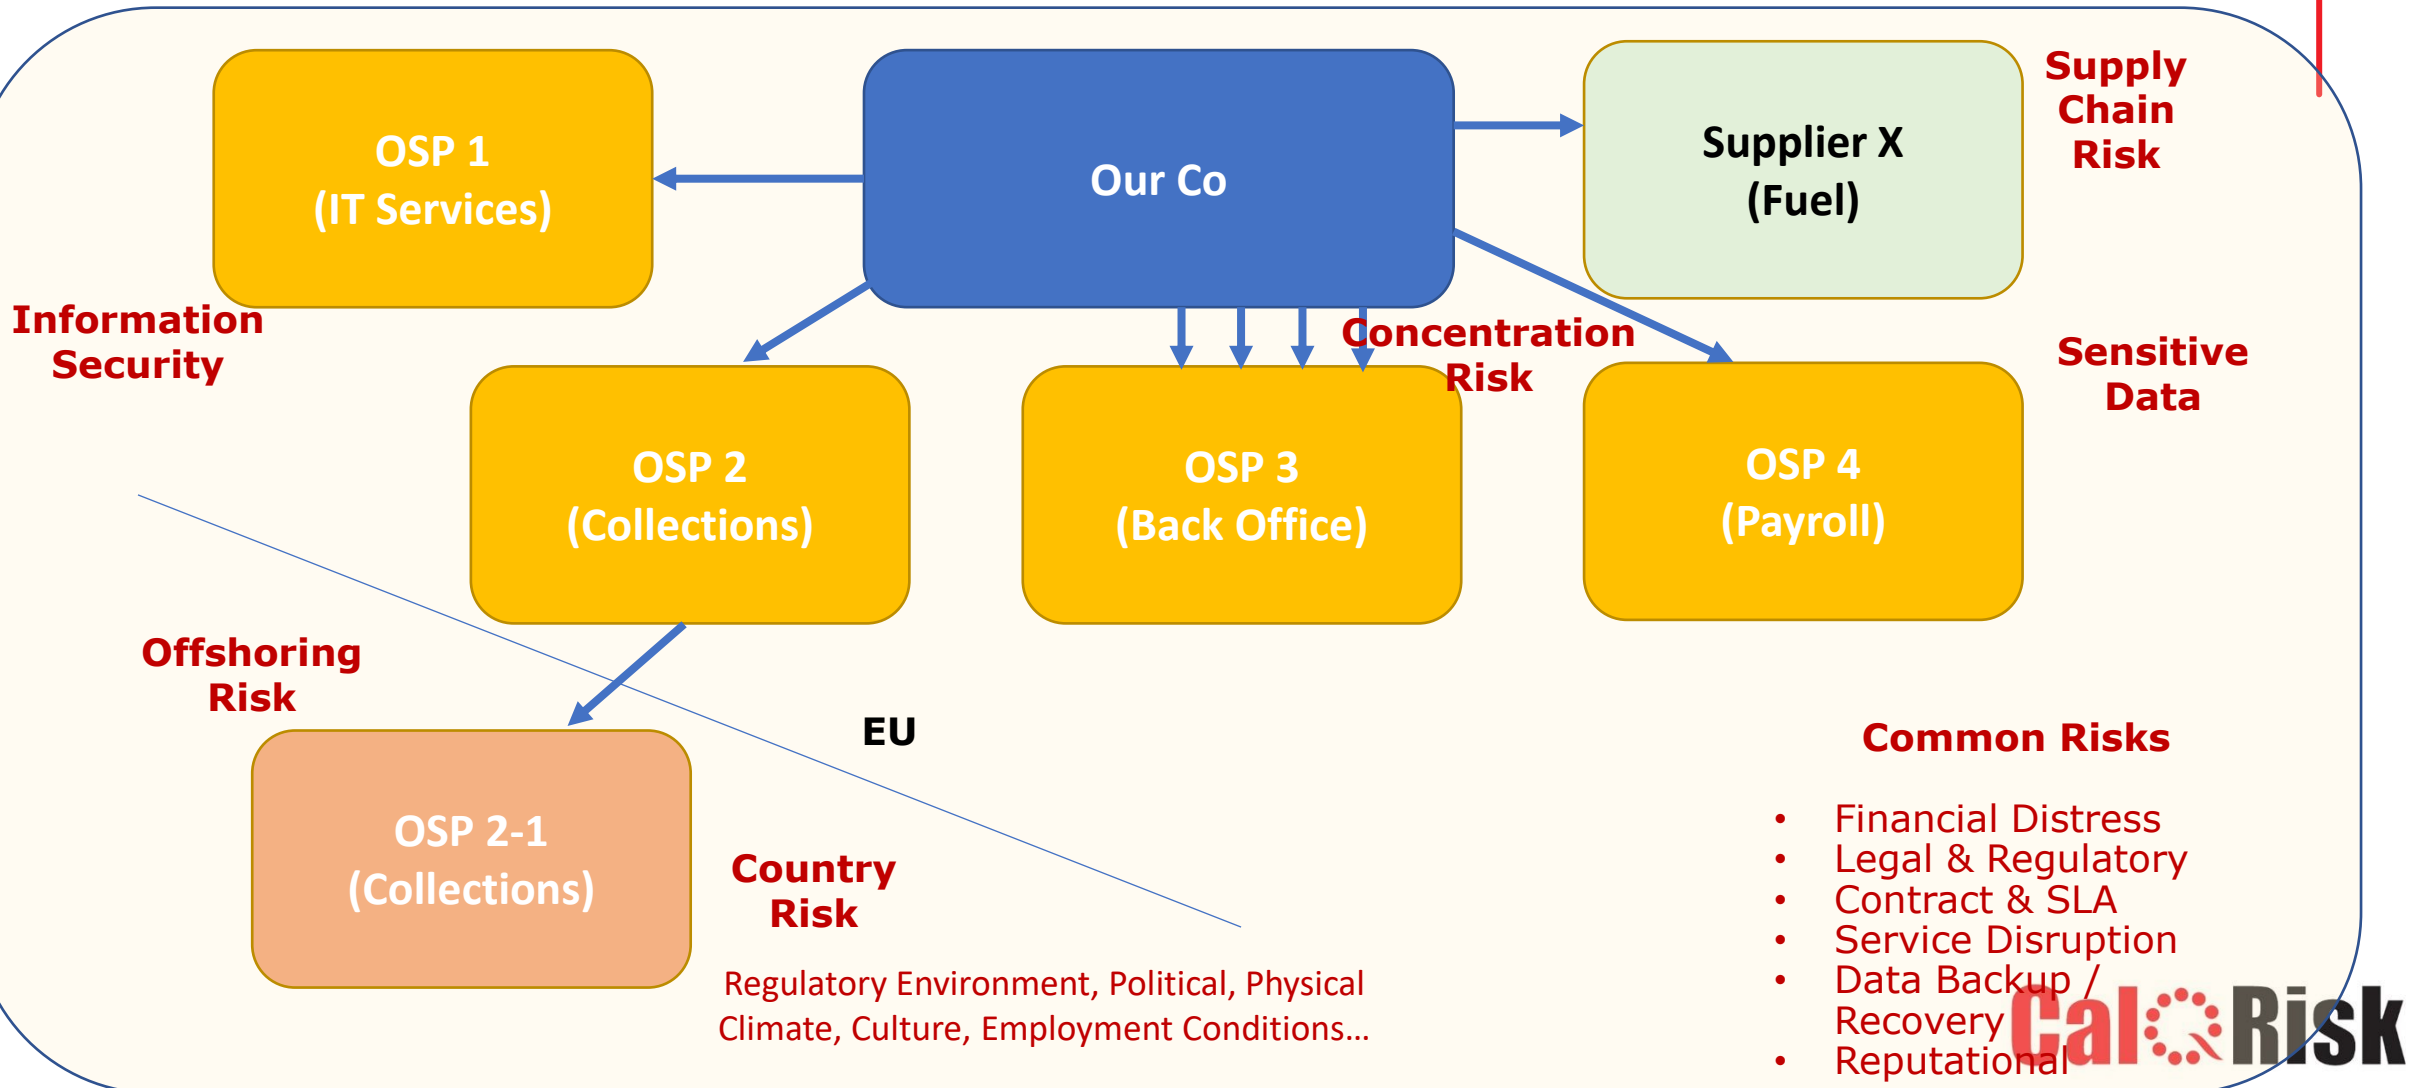 OSP 1
(IT Services)
Our Co
Supplier X
(Fuel)
Supply
Chain
Risk
Information
Security
Concentration
Risk
Sensitive
Data
OSP 2
(Collections)
OSP 3
(Back Office)
OSP 4
(Payroll)
Offshoring
Risk
EU
OSP 2-1
(Collections)
Country
Risk
Regulatory Environment, Political, Physical
Climate, Culture, Employment Conditions...
Common Risks
• Financial Distress
• Legal & Regulatory
• Contract & SLA
• Service Disruption
• Data Backup /
Recovery
• Reputational
CalQRisk